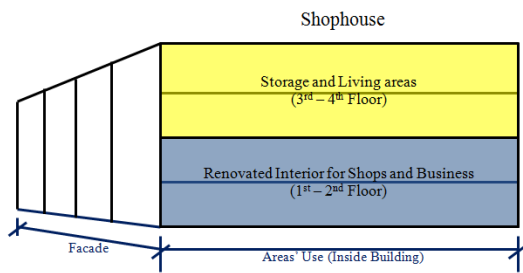 Shophouse
Storage and Living areas
(3rd – 4th Floor)
Renovated Interior for Shops and Business
(1st – 2nd Floor)
Facade
Areas' Use (Inside Building)